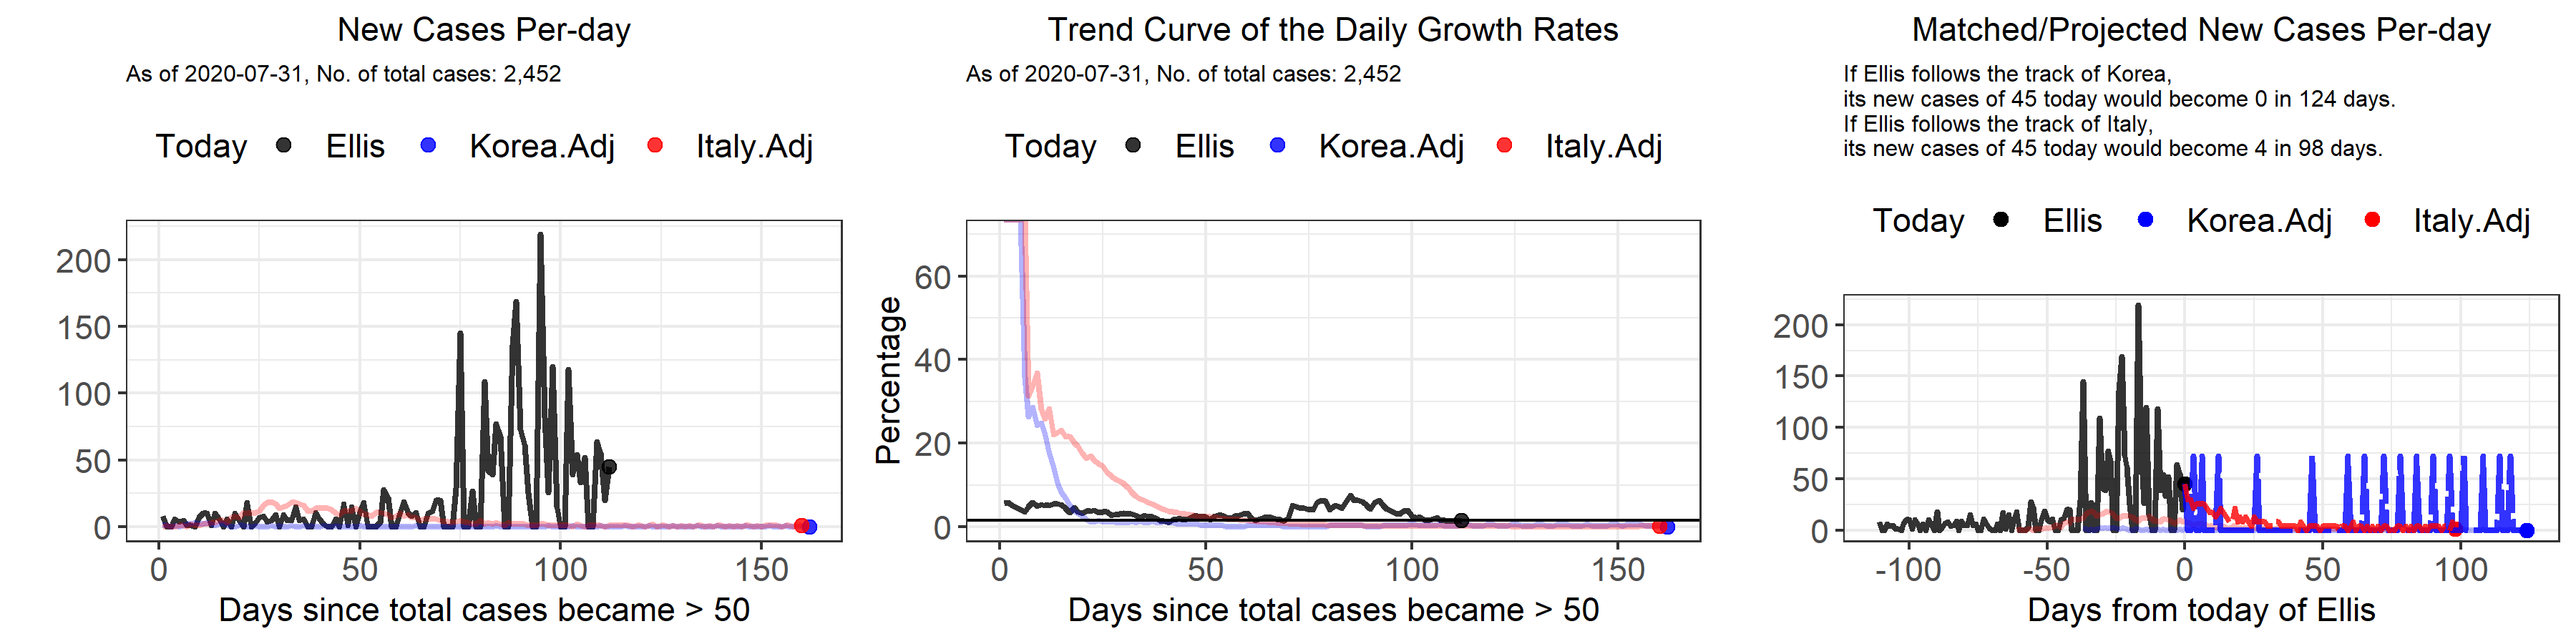 New Cases Per-day
As of 2020-07-31, No. of total cases: 2,452
Today Ellis Korea.Adj Italy.Adj
200
150
100
50
0
0 50 100 150
Days since total cases became > 50
Trend Curve of the Daily Growth Rates
As of 2020-07-31, No. of total cases: 2,452
Today Ellis Korea.Adj Italy.Adj
Percentage
60
40
20
0
0 50 100 150
Days since total cases became > 50
Matched/Projected New Cases Per-day
If Ellis follows the track of Korea,
its new cases of 45 today would become 0 in 124 days.
If Ellis follows the track of Italy,
its new cases of 45 today would become 4 in 98 days.
Today Ellis Korea.Adj Italy.Adj
200
150
100
50
0
-100 -50 0 50 100
Days from today of Ellis